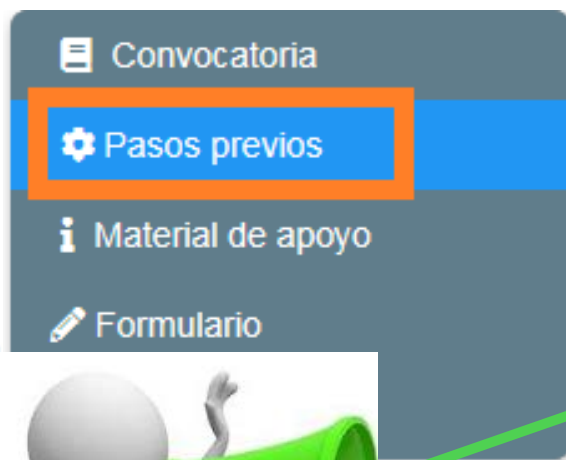 Convocatoria
Pasos previos
Material de apoyo
Formulario